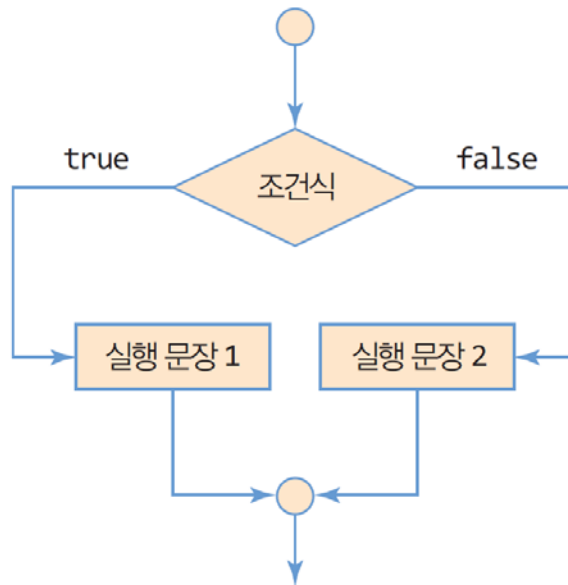 true
false
조건식
실행 문장 1
실행 문장 2